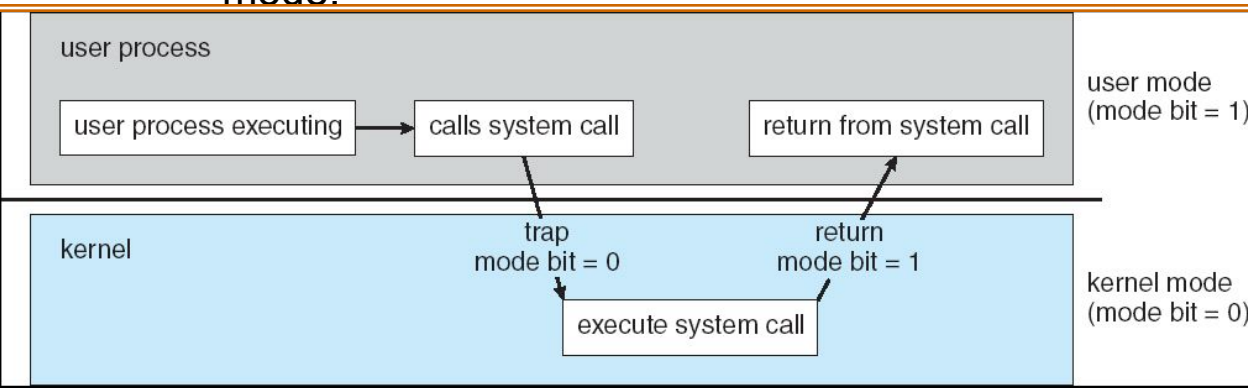 mode.
user process
user process executing
calls system call
return from system call
user mode
(mode bit = 1)
trap
mode bit = 0
return
mode bit = 1
kernel
execute system call
kernel mode
(mode bit = 0)